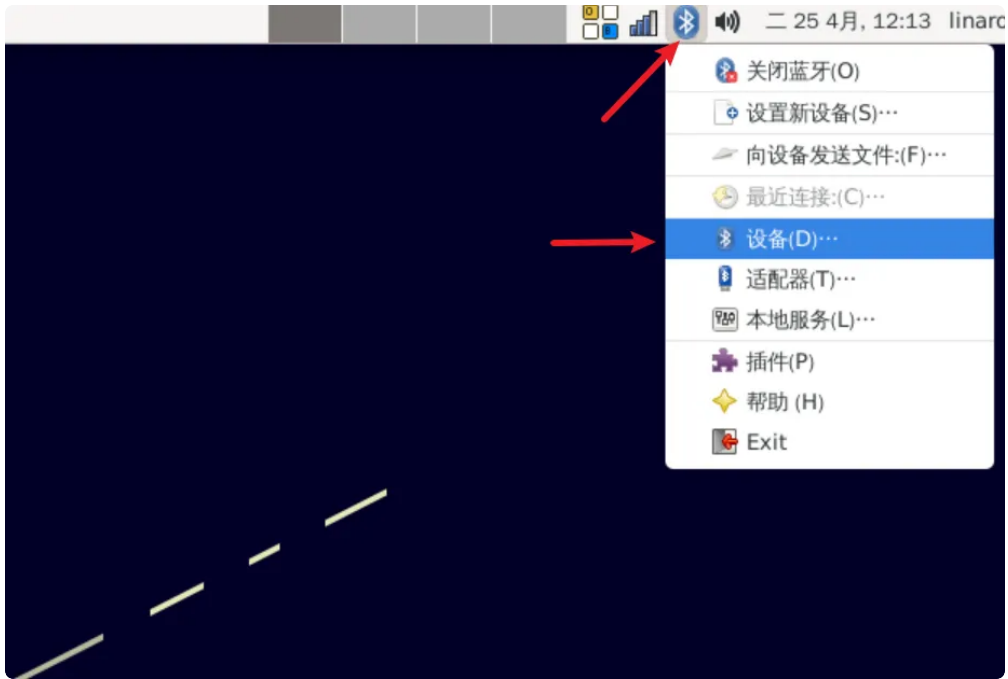 二 25 4月, 12:13 linaro
关闭蓝牙(O)
设置新设备(S)…
向设备发送文件:(F)…
最近连接:(C)…
设备(D)…
适配器(T)…
本地服务(L)…
插件(P)
帮助 (H)
Exit